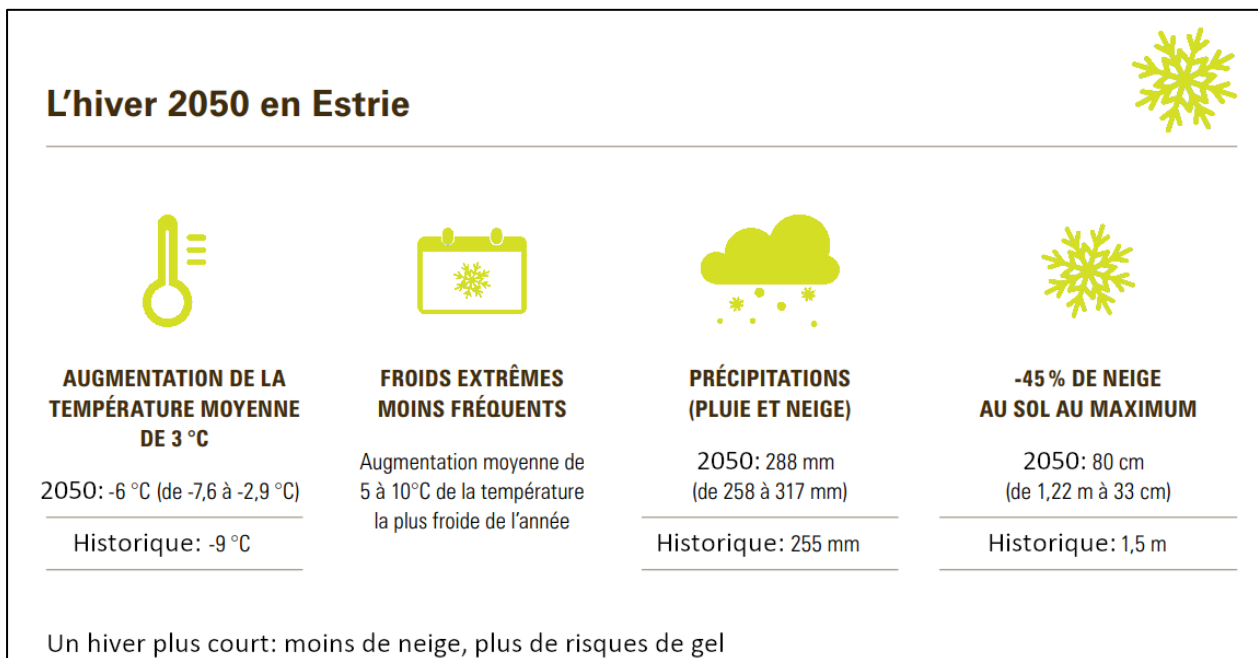 L'hiver 2050 en Estrie
AUGMENTATION DE LA
TEMPÉRATURE MOYENNE
DE 3 °C
2050: -6 °C (de -7,6 à -2,9 °C)
Historique: -9 °C
FROIDS EXTRÊMES
MOINS FRÉQUENTS
Augmentation moyenne de
5 à 10°C de la température
la plus froide de l'année
PRÉCIPITATIONS
(PLUIE ET NEIGE)
2050: 288 mm
(de 258 à 317 mm)
Historique: 255 mm
-45 % DE NEIGE
AU SOL AU MAXIMUM
2050: 80 cm
(de 1,22 m à 33 cm)
Historique: 1,5 m
Un hiver plus court: moins de neige, plus de risques de gel